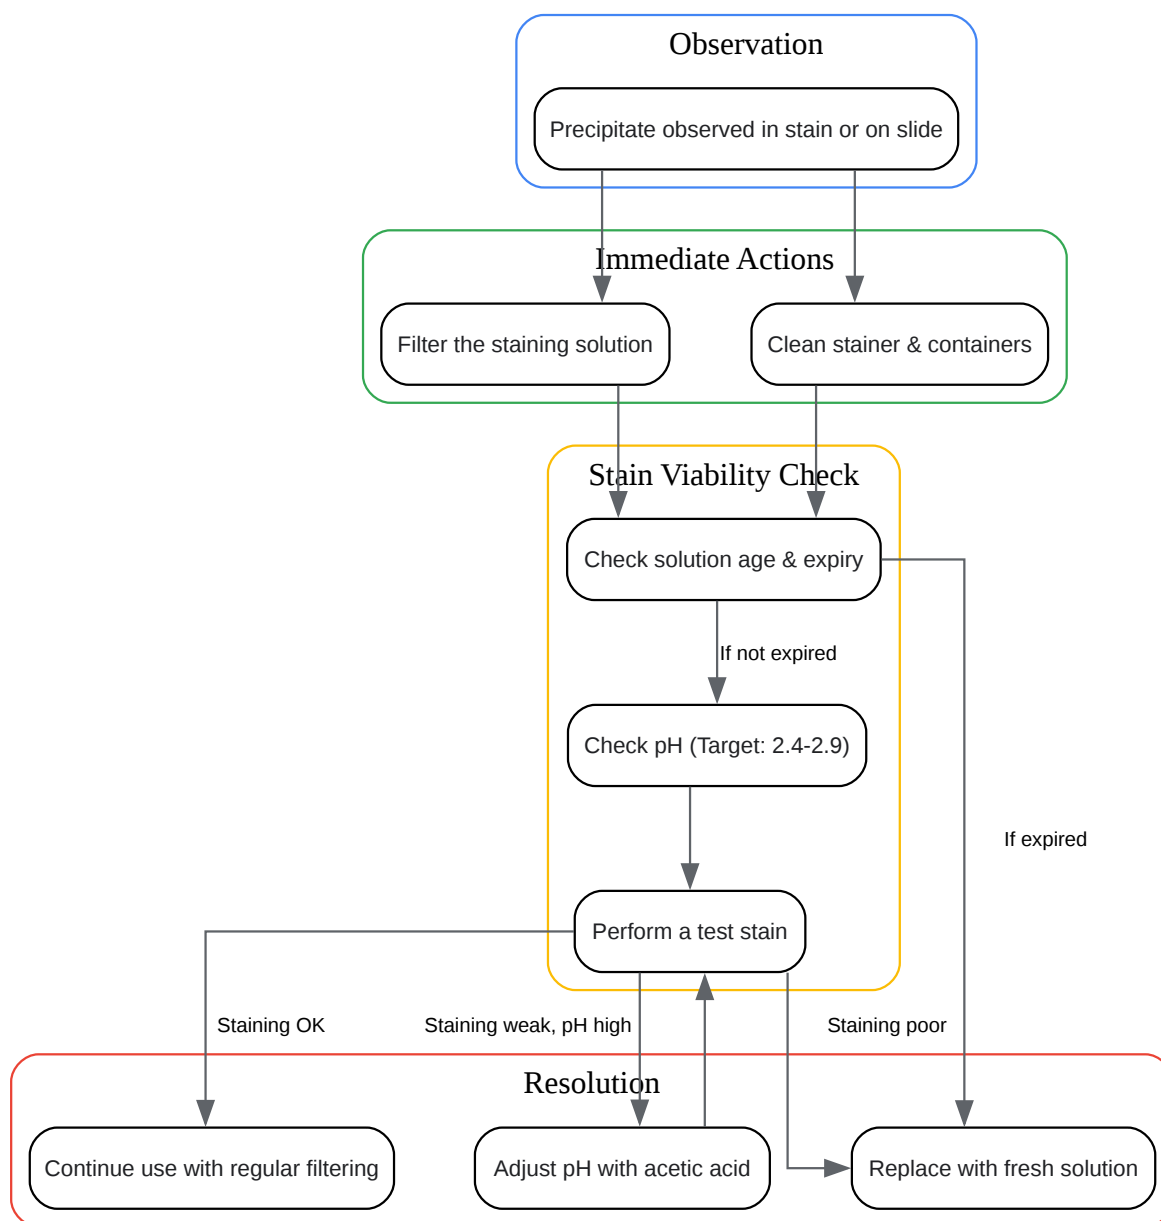 Observation
Precipitate observed in stain or on slide
Immediate Actions
Filter the staining solution
Clean stainer & containers
Stain Viability Check
Check solution age & expiry
If not expired
Check pH (Target: 2.4-2.9)
If expired
Perform a test stain
Staining OK
Staining weak, pH high
Staining poor
Resolution
Continue use with regular filtering
Adjust pH with acetic acid
Replace with fresh solution